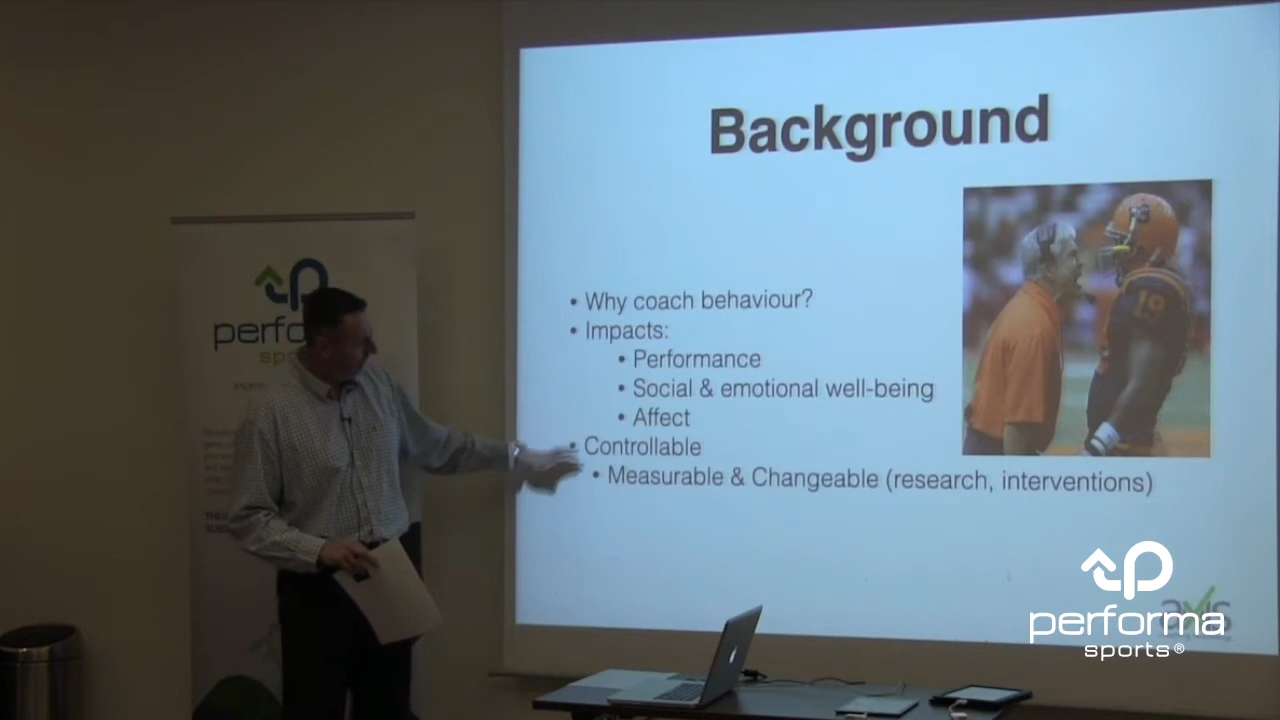 Background
• Why coach behaviour?
• Impacts:
• Performance
• Social & emotional well-being
• Affect
• Controllable
• Measurable & Changeable (research, interventions)
19
axis
performa
sports®